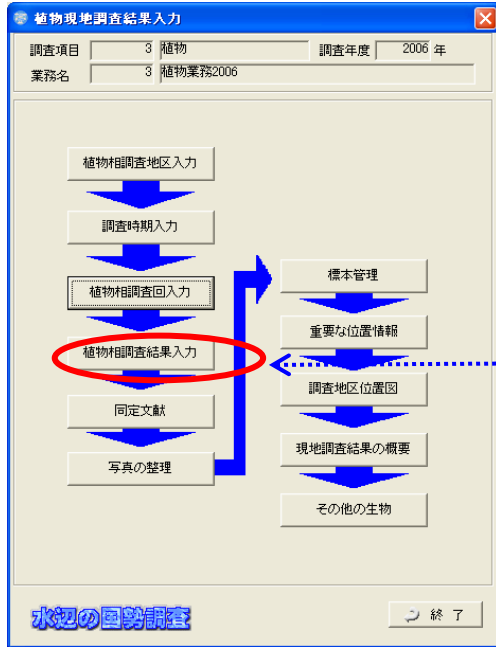 植物現地調査結果入力
調査項目 3 植物 調査年度 2006 年
業務名 3 植物業務2006
植物相調査地区入力
調査時期入力
植物相調査回入力
植物相調査結果入力
同定文献
写真の整理
標本管理
重要な位置情報
調査地区位置図
現地調査結果の概要
その他の生物
水辺の国勢調査
終 了